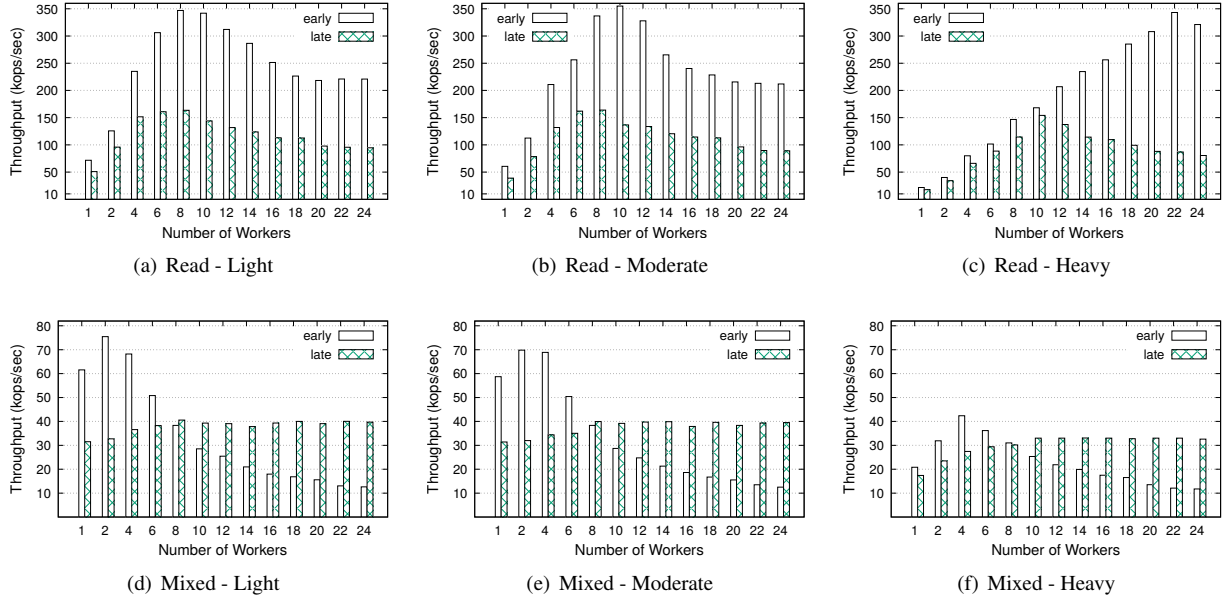 350
300
250
200
150
100
50
10
Throughput (kops/sec)
early
late
1 2 4 6 8 10 12 14 16 18 20 22 24
Number of Workers
(a) Read - Light
350
300
250
200
150
100
50
10
Throughput (kops/sec)
early
late
1 2 4 6 8 10 12 14 16 18 20 22 24
Number of Workers
(b) Read - Moderate
350
300
250
200
150
100
50
10
Throughput (kops/sec)
early
late
1 2 4 6 8 10 12 14 16 18 20 22 24
Number of Workers
(c) Read - Heavy
80
70
60
50
40
30
20
10
Throughput (kops/sec)
early
late
1 2 4 6 8 10 12 14 16 18 20 22 24
Number of Workers
(d) Mixed - Light
80
70
60
50
40
30
20
10
Throughput (kops/sec)
early
late
1 2 4 6 8 10 12 14 16 18 20 22 24
Number of Workers
(e) Mixed - Moderate
80
70
60
50
40
30
20
10
Throughput (kops/sec)
early
late
1 2 4 6 8 10 12 14 16 18 20 22 24
Number of Workers
(f) Mixed - Heavy